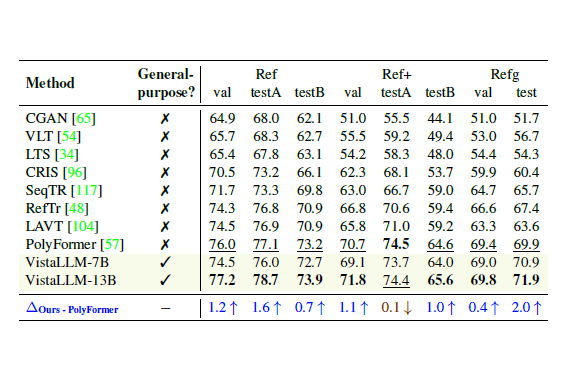 Method General-purpose? Ref Ref+ Refg
val testA testB val testA testB val test
CGAN [65] ✗ 64.9 68.0 62.1 51.0 55.5 44.1 51.0 51.7
VLT [54] ✗ 65.7 68.3 62.7 55.5 59.2 49.4 53.0 56.7
LTS [34] ✗ 65.4 67.8 63.1 54.2 58.3 48.0 54.4 54.3
CRIS [96] ✗ 70.5 73.2 66.1 62.3 68.1 53.7 59.9 60.4
SeqTR [117] ✗ 71.7 73.3 69.8 63.0 66.7 59.0 64.7 65.7
RefTr [48] ✗ 74.3 76.8 70.9 66.8 70.6 59.4 66.6 67.4
LAVT [104] ✗ 74.5 76.9 70.9 65.8 71.0 59.2 63.3 63.6
PolyFormer [57] ✗ 76.0 77.1 73.2 70.7 74.5 64.6 69.4 69.9
VistaLLM-7B ✓ 74.5 76.0 72.7 69.1 73.7 64.0 69.0 70.9
VistaLLM-13B ✓ 77.2 78.7 73.9 71.8 74.4 65.6 69.8 71.9
ΔOurs - PolyFormer – 1.2 ↑ 1.6 ↑ 0.7 ↑ 1.1 ↑ 0.1 ↓ 1.0 ↑ 0.4 ↑ 2.0 ↑